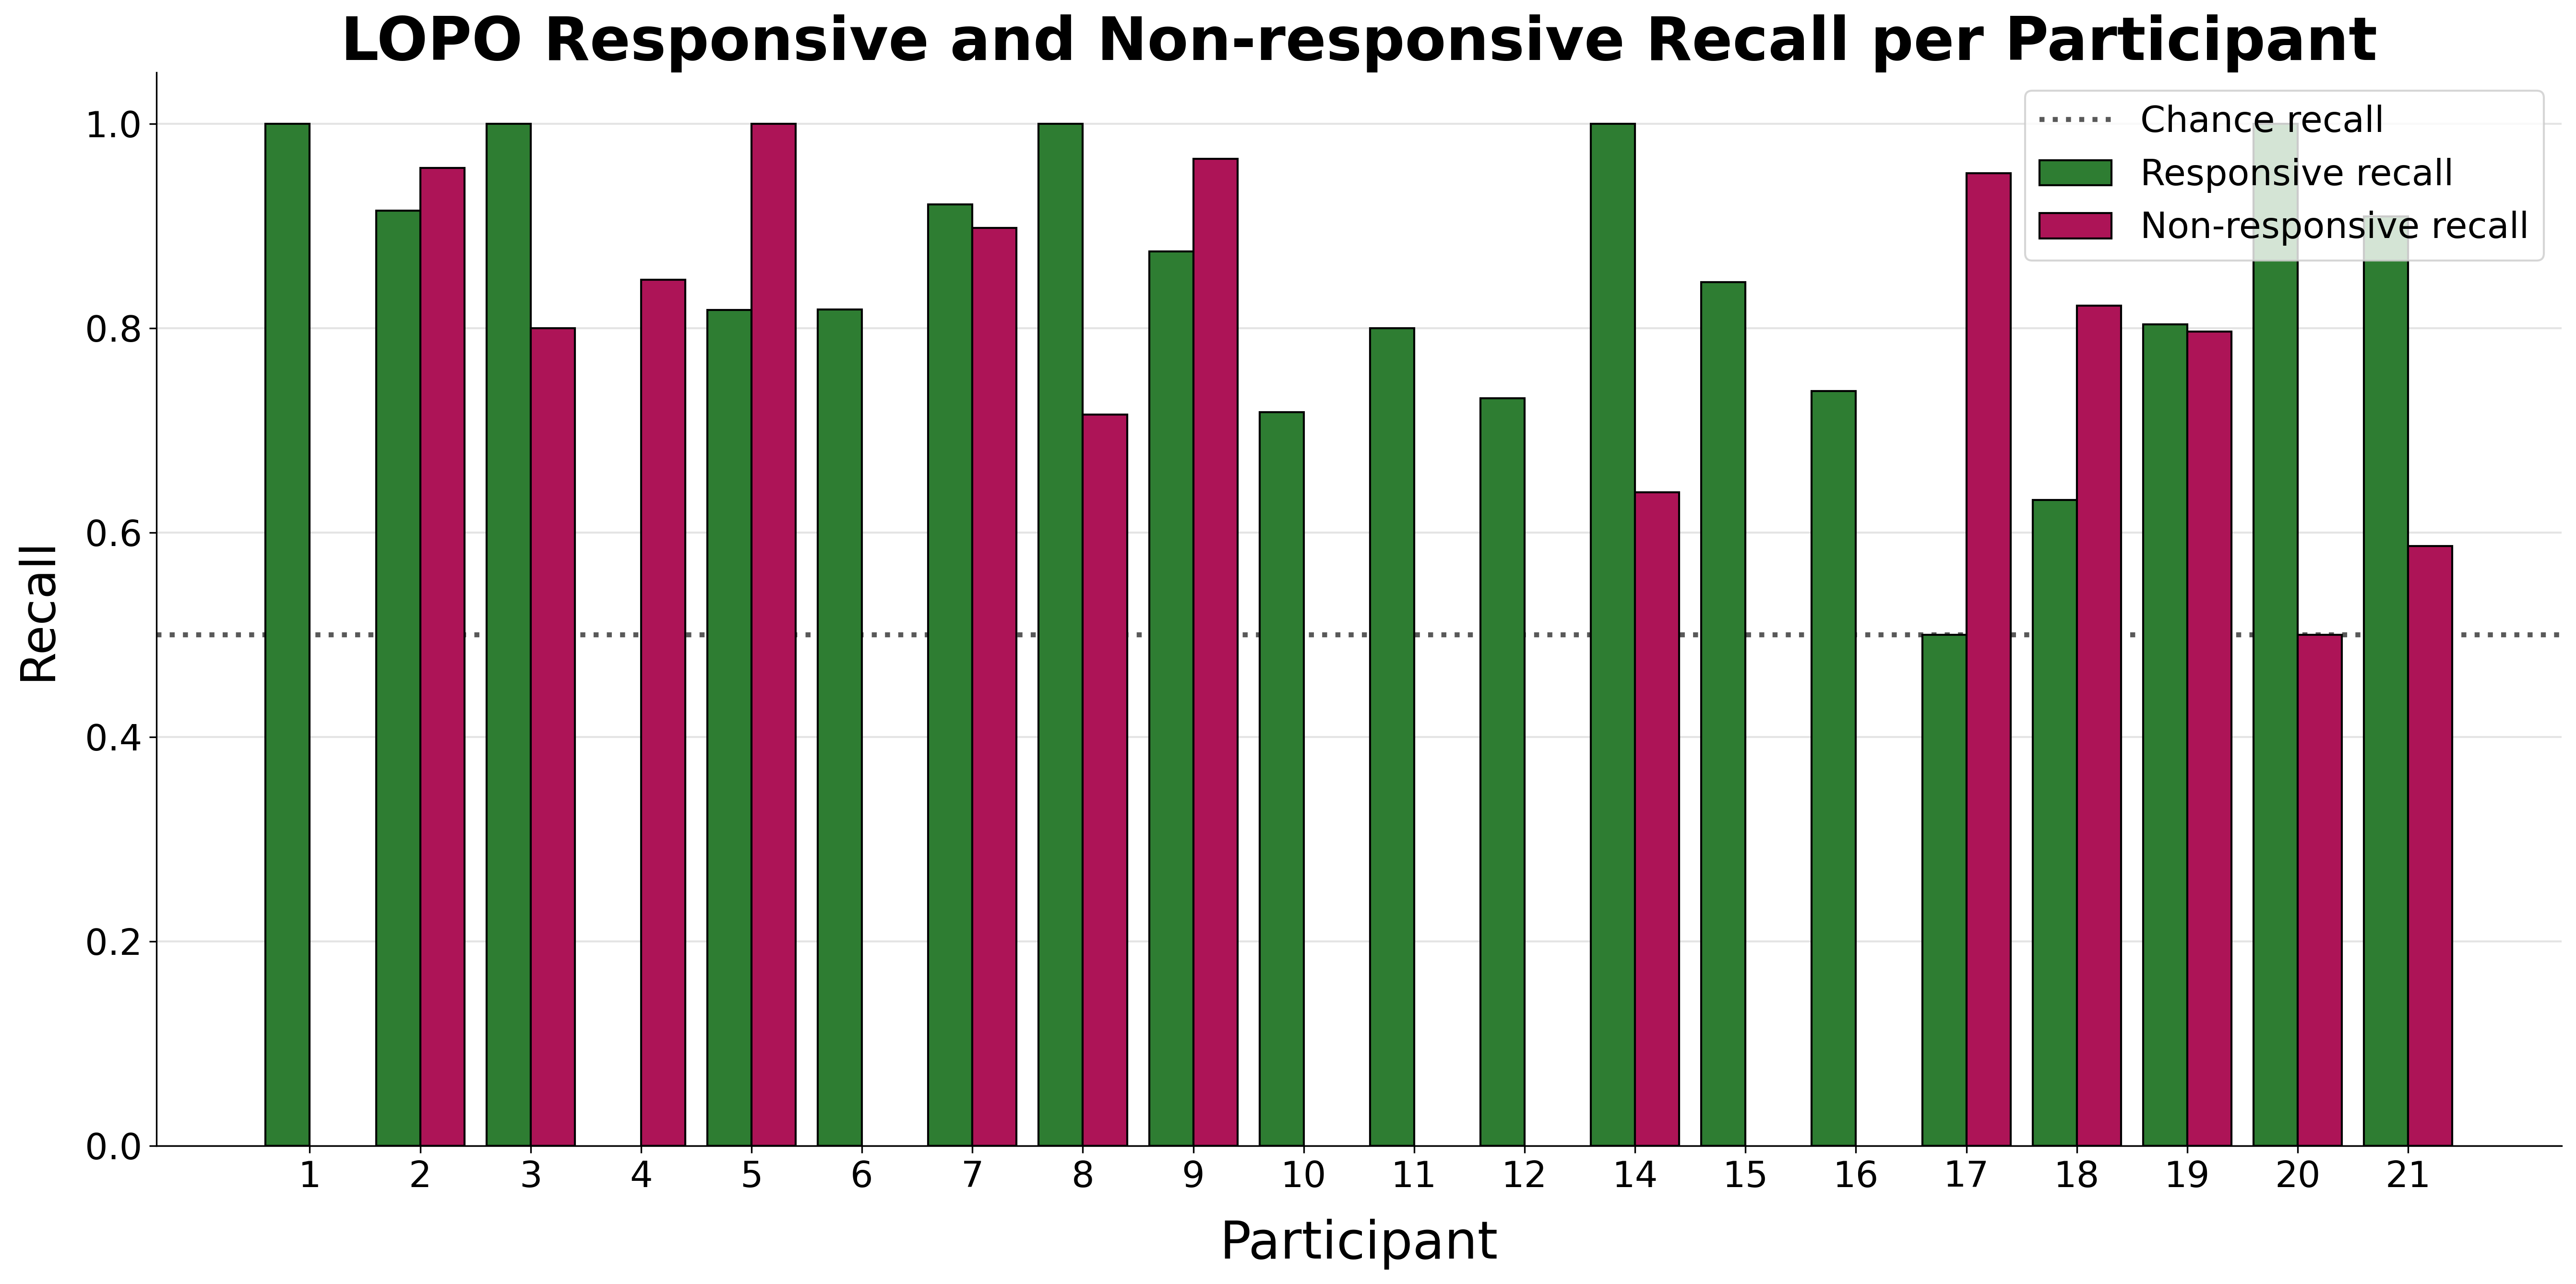 LOPO Responsive and Non-responsive Recall per Participant
Chance recall
Responsive recall
Non-responsive recall
Recall
1.0
0.8
0.6
0.4
0.2
0.0
1 2 3 4 5 6 7 8 9 10 11 12 14 15 16 17 18 19 20 21
Participant